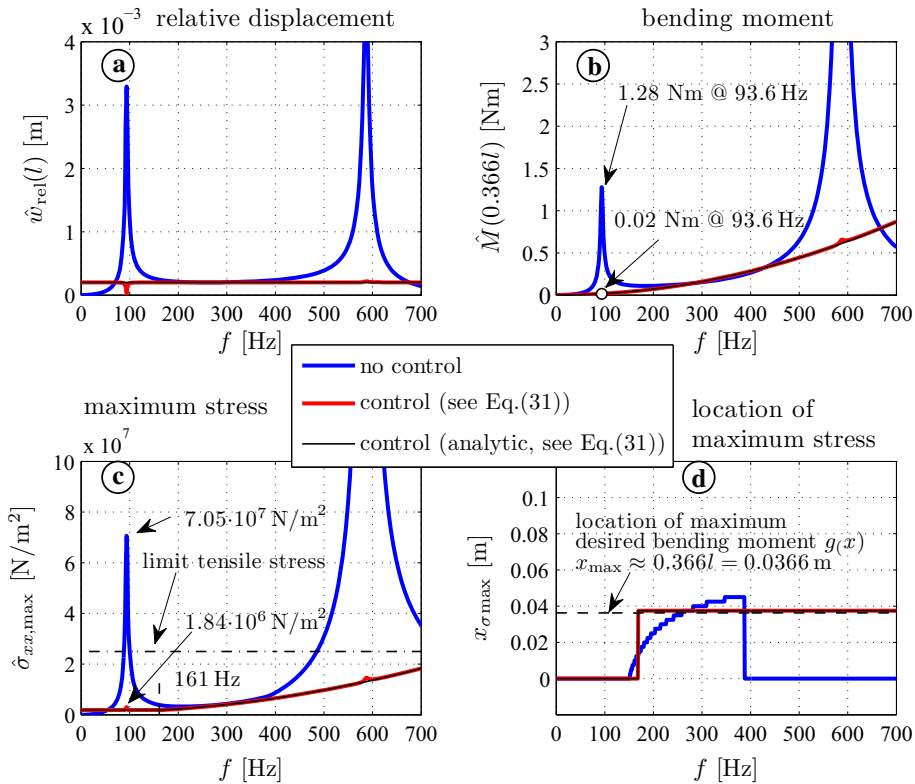 relative displacement
x 10⁻³
a
4
3
2
1
0
ŵ_rel(l) [m]
0 100 200 300 400 500 600 700
f [Hz]
bending moment
b
3
2.5
2
1.5
1
0.5
0
M̂(0.366l) [Nm]
1.28 Nm @ 93.6 Hz
0.02 Nm @ 93.6 Hz
0 100 200 300 400 500 600 700
f [Hz]
no control
control (see Eq.(31))
control (analytic, see Eq.(31))
maximum stress
x 10⁷
c
10
8
6
4
2
0
σ̂_xx,max [N/m²]
7.05·10⁷ N/m²
limit tensile stress
1.84·10⁶ N/m²
161 Hz
0 100 200 300 400 500 600 700
f [Hz]
location of
maximum stress
d
0.1
0.08
0.06
0.04
0.02
0
x_σmax [m]
location of maximum
desired bending moment g(x)
x_max ≈ 0.366l = 0.0366 m
0 100 200 300 400 500 600 700
f [Hz]